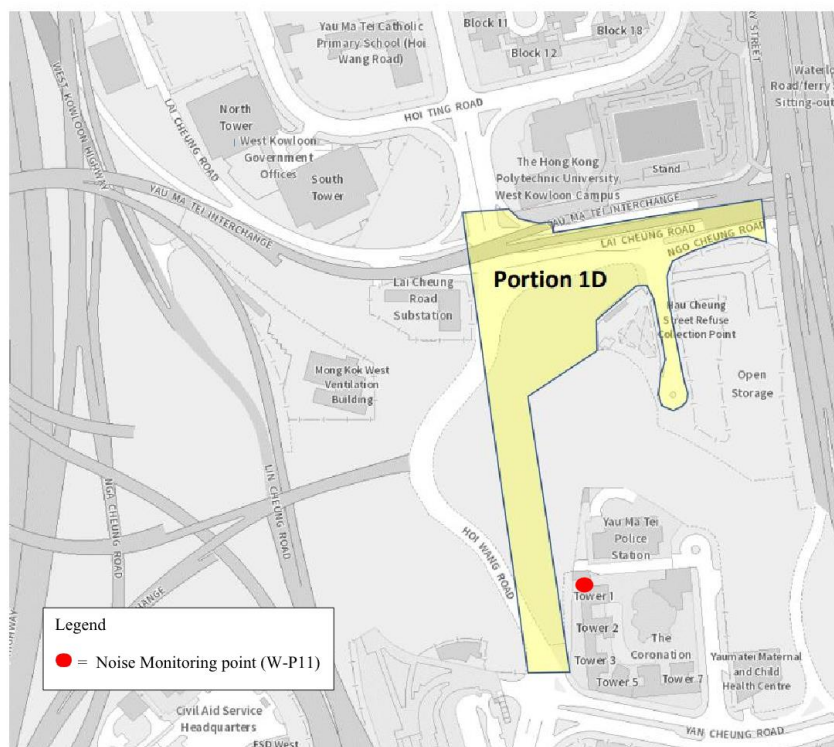 Yau Ma Tei Catholic
Primary School (Hoi
Wang Road)
Block 11
Block 12
Block 18
WEST KOWLOON HIGHWAY
LAI CHEUNG ROAD
North
Tower
West Kowloon
Government
Offices
South
Tower
HOI TING ROAD
Road/ferry
Sitting-out
Stand
The Hong Kong
Polytechnic University,
West Kowloon Campus
YAU MA TEI INTERCHANGE
YAU MA TEI INTERCHANGE
LAI CHEUNG ROAD
NGO CHEUNG ROAD
Portion 1D
Lai Cheung
Road
Substation
Hau Cheung
Street Refuse
Collection Point
Mong Kok West
Ventilation
Building
Open
Storage
NGA CHEUNG ROAD
LIN CHEUNG ROAD
HOI WANG ROAD
Yau Ma Tei
Police
Station
Tower 1
Tower 2
Tower 3
Tower 5
Tower 7
The
Coronation
Yaumatei Maternal
and Child
Health Centre
YAN CHEUNG ROAD
Legend
= Noise Monitoring point (W-P11)
Civil Aid Service
Headquarters